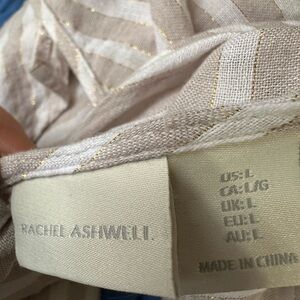 RACHEL ASHWELL
US: L
CA: L/G
UK: L
EU: L
AU: L
MADE IN CHINA